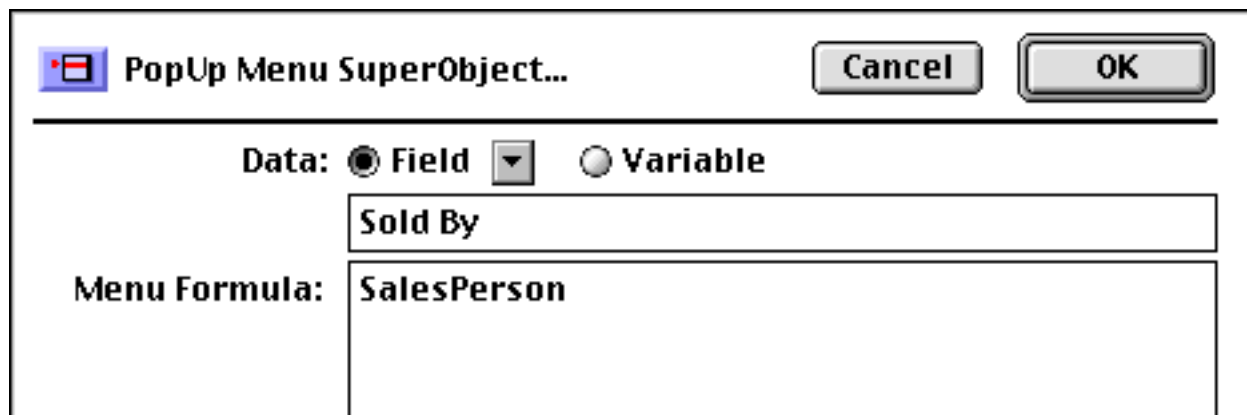 PopUp Menu SuperObject... Cancel OK
Data: Field Variable
Sold By
Menu Formula: SalesPerson